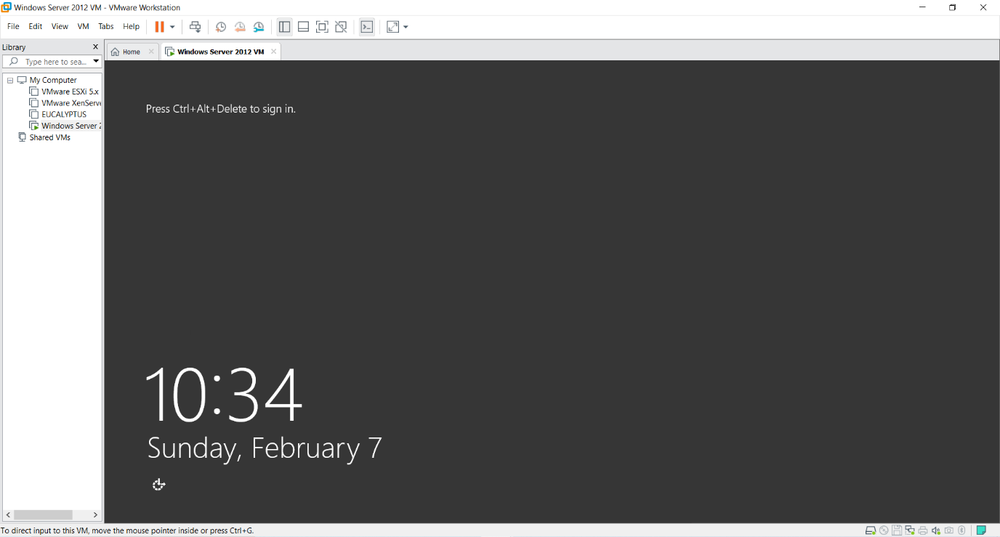 Windows Server 2012 VM - VMware Workstation
File Edit View VM Tabs Help
Library
Type here to sea...
Home
Windows Server 2012 VM
My Computer
VMware ESXi 5.x
VMware XenServe
EUCALYPTUS
Windows Server 2
Shared VMs
Press Ctrl+Alt+Delete to sign in.
10:34
Sunday, February 7
To direct input to this VM, move the mouse pointer inside or press Ctrl+G.